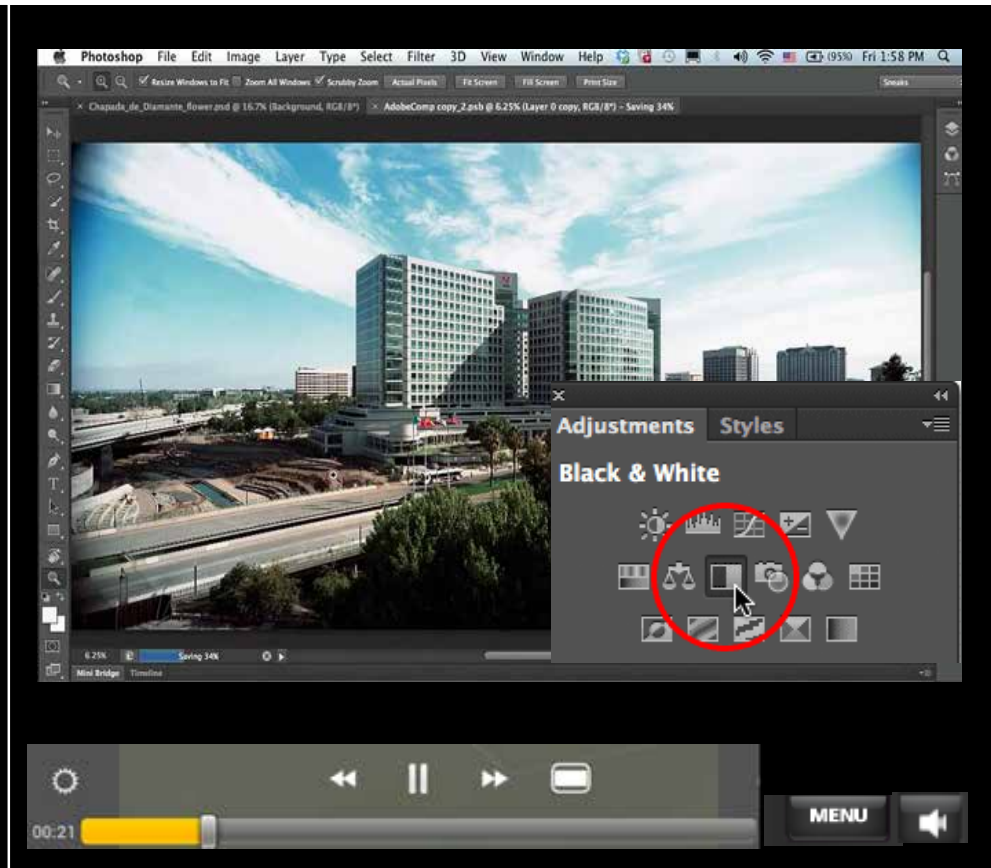 Photoshop File Edit Image Layer Type Select Filter 3D View Window Help (95%) Fri 1:58 PM
Resize Windows to Fit Zoom All Windows Scrubby Zoom Actual Pixels Fit Screen Fill Screen Print Size Sneaks
× Chapada_de_Diamante_flower.psd @ 16.7% (Background, RGB/8*) × AdobeComp copy_2.psb @ 6.25% (Layer 0 copy, RGB/8*) - Saving 34%
Adjustments Styles
Black & White
6.25% Saving 34%
Mini Bridge Timeline
00:21
MENU